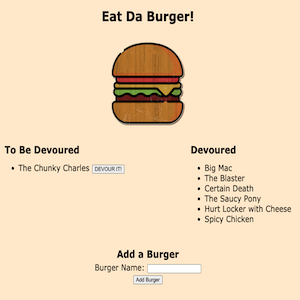 Eat Da Burger!
To Be Devoured
The Chunky Charles DEVOUR IT!
Devoured
Big Mac
The Blaster
Certain Death
The Saucy Pony
Hurt Locker with Cheese
Spicy Chicken
Add a Burger
Burger Name:
Add Burger